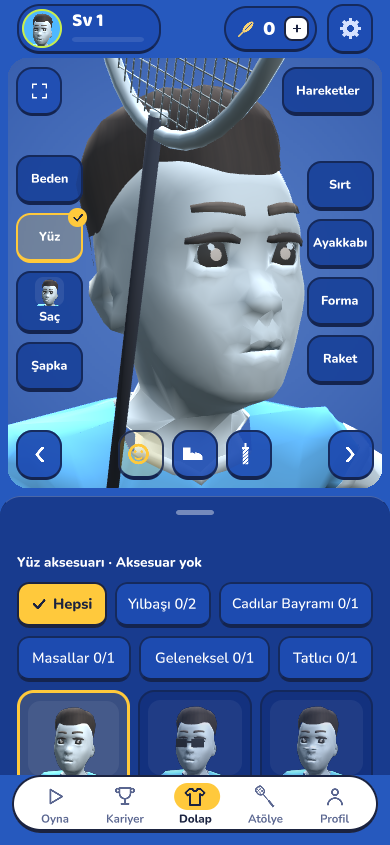 Sv 1
0
+
Hareketler
Beden
Sırt
Yüz
Ayakkabı
Saç
Forma
Şapka
Raket
Yüz aksesuarı · Aksesuar yok
Hepsi
Yılbaşı 0/2
Cadılar Bayramı 0/1
Masallar 0/1
Geleneksel 0/1
Tatlıcı 0/1
Oyna
Kariyer
Dolap
Atölye
Profil